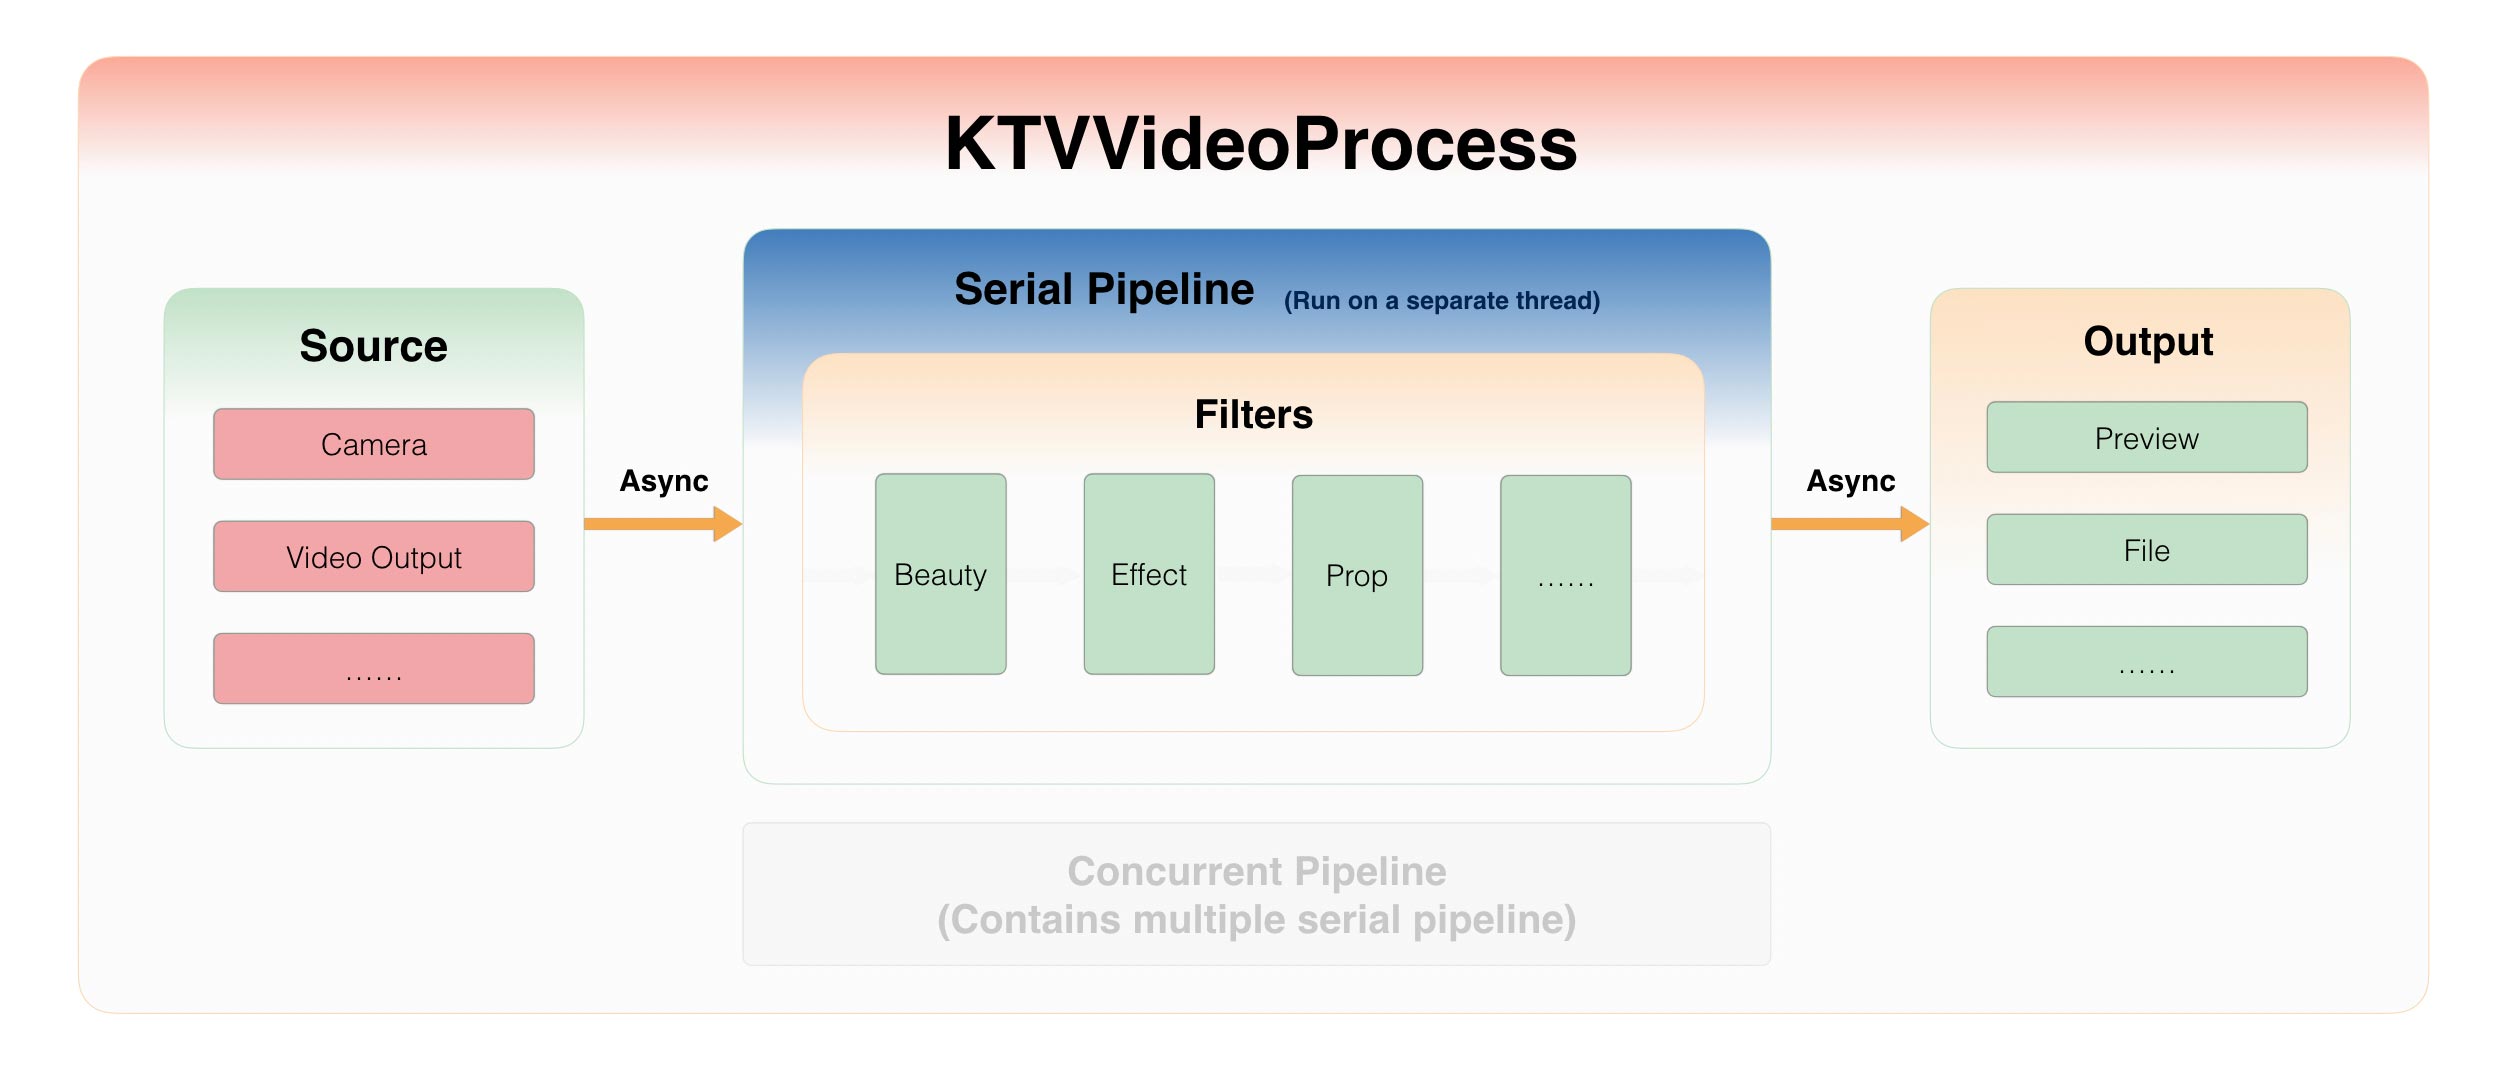 KTVVideoProcess
Source
Camera
Video Output
......
Async
Serial Pipeline (Run on a separate thread)
Filters
Beauty
Effect
Prop
......
Async
Output
Preview
File
......
Concurrent Pipeline
(Contains multiple serial pipeline)